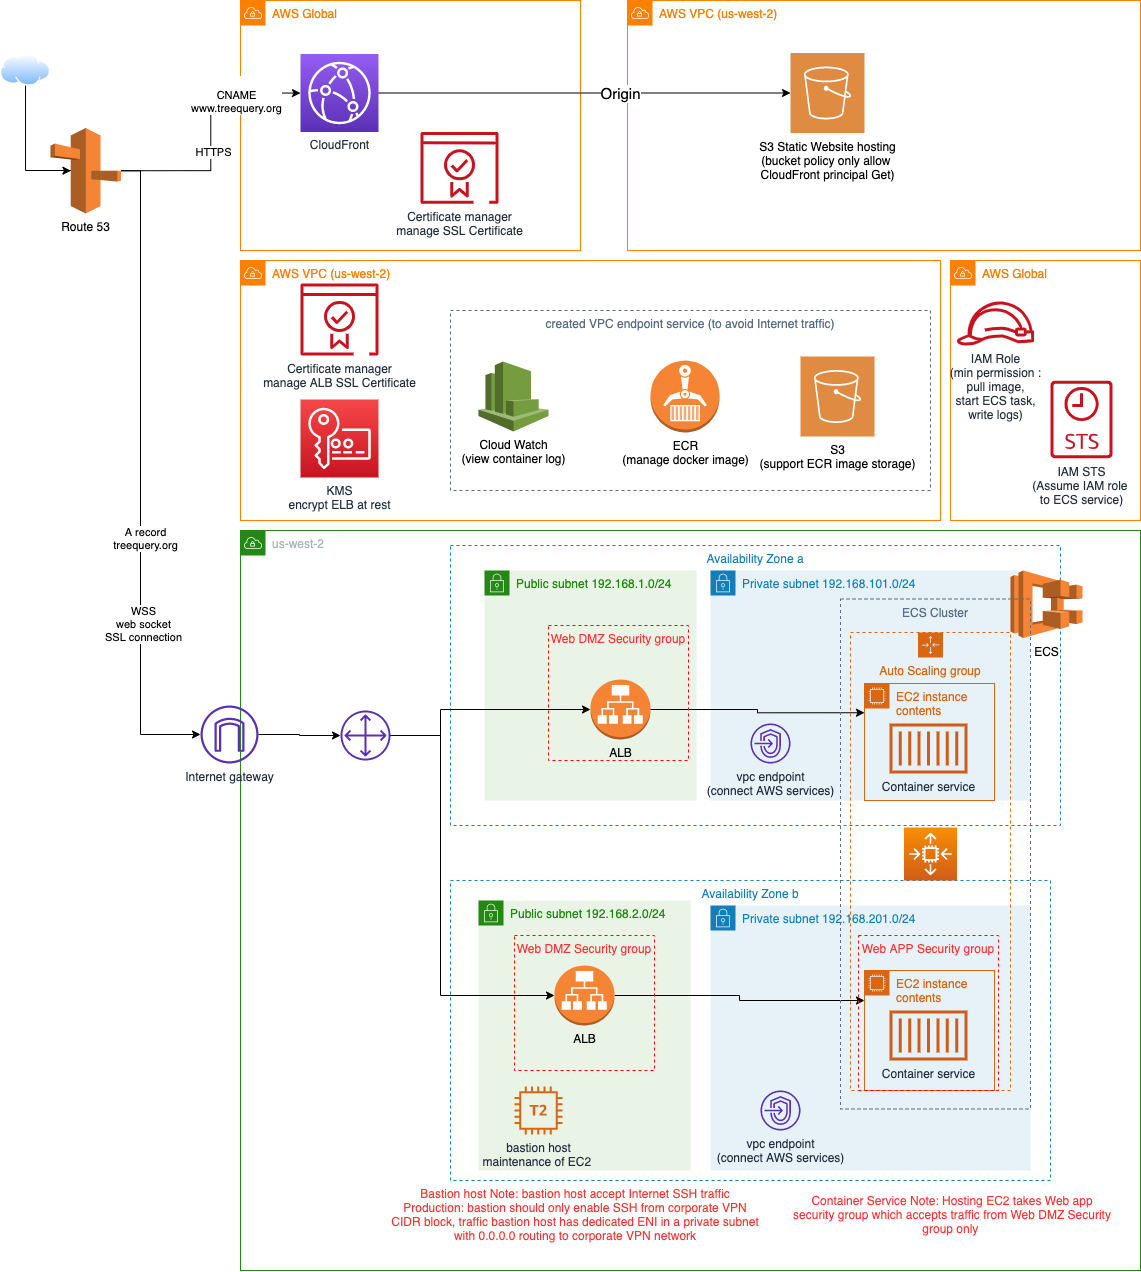 AWS Global
AWS VPC (us-west-2)
CNAME
www.treequery.org
HTTPS
CloudFront
Origin
S3 Static Website hosting
(bucket policy only allow
CloudFront principal Get)
Certificate manager
manage SSL Certificate
Route 53
AWS VPC (us-west-2)
Certificate manager
manage ALB SSL Certificate
KMS
encrypt ELB at rest
created VPC endpoint service (to avoid Internet traffic)
Cloud Watch
(view container log)
ECR
(manage docker image)
S3
(support ECR image storage)
AWS Global
IAM Role
(min permission :
pull image,
start ECS task,
write logs)
STS
IAM STS
(Assume IAM role
to ECS service)
A record
treequery.org
WSS
web socket
SSL connection
Internet gateway
us-west-2
Availability Zone a
Public subnet 192.168.1.0/24
Web DMZ Security group
ALB
Private subnet 192.168.101.0/24
ECS Cluster
ECS
Auto Scaling group
EC2 instance
contents
Container service
vpc endpoint
(connect AWS services)
Availability Zone b
Public subnet 192.168.2.0/24
Web DMZ Security group
ALB
T2
bastion host
maintenance of EC2
Private subnet 192.168.201.0/24
Web APP Security group
EC2 instance
contents
Container service
vpc endpoint
(connect AWS services)
Bastion host Note: bastion host accept Internet SSH traffic
Production: bastion should only enable SSH from corporate VPN
CIDR block, traffic bastion host has dedicated ENI in a private subnet
with 0.0.0.0 routing to corporate VPN network
Container Service Note: Hosting EC2 takes Web app
security group which accepts traffic from Web DMZ Security
group only